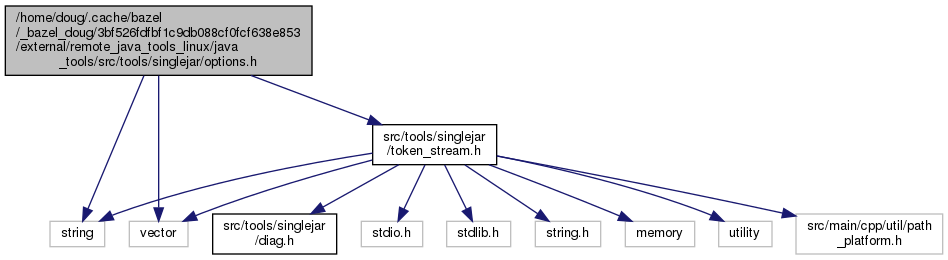 /home/doug/.cache/bazel
/_bazel_doug/3bf526fdfbf1c9db088cf0fcf638e853
/external/remote_java_tools_linux/java
_tools/src/tools/singlejar/options.h
src/tools/singlejar
/token_stream.h
string
vector
src/tools/singlejar
/diag.h
stdio.h
stdlib.h
string.h
memory
utility
src/main/cpp/util/path
_platform.h